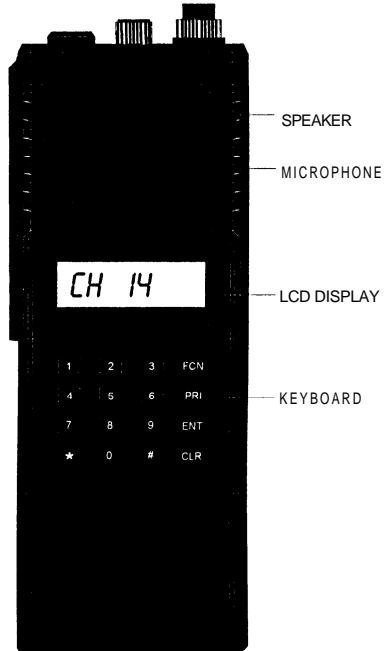 SPEAKER
MICROPHONE
CH 14
LCD DISPLAY
1 2 3 FCN
4 5 6 PRI
KEYBOARD
7 8 9 ENT
* 0 # CLR